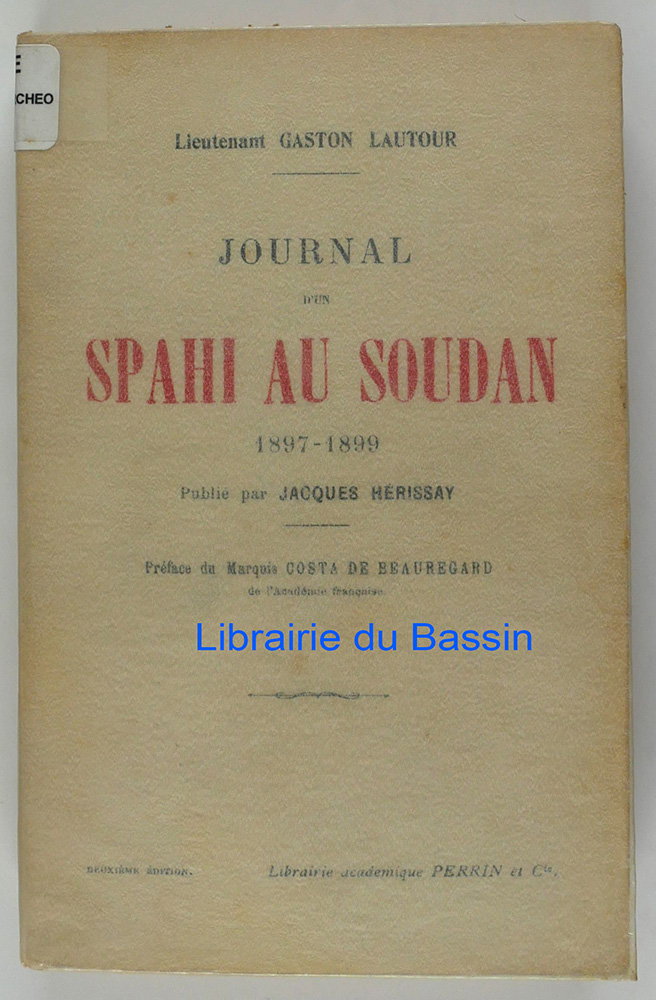 E
CHEO
Lieutenant GASTON LAUTOUR
JOURNAL
D'UN
SPAHI AU SOUDAN
1897-1899
Publié par JACQUES HÉRISSAY
Préface du Marquis COSTA DE BEAUREGARD
de l'Académie française.
Librairie du Bassin
DEUXIÈME ÉDITION.
Librairie académique PERRIN et Cie.